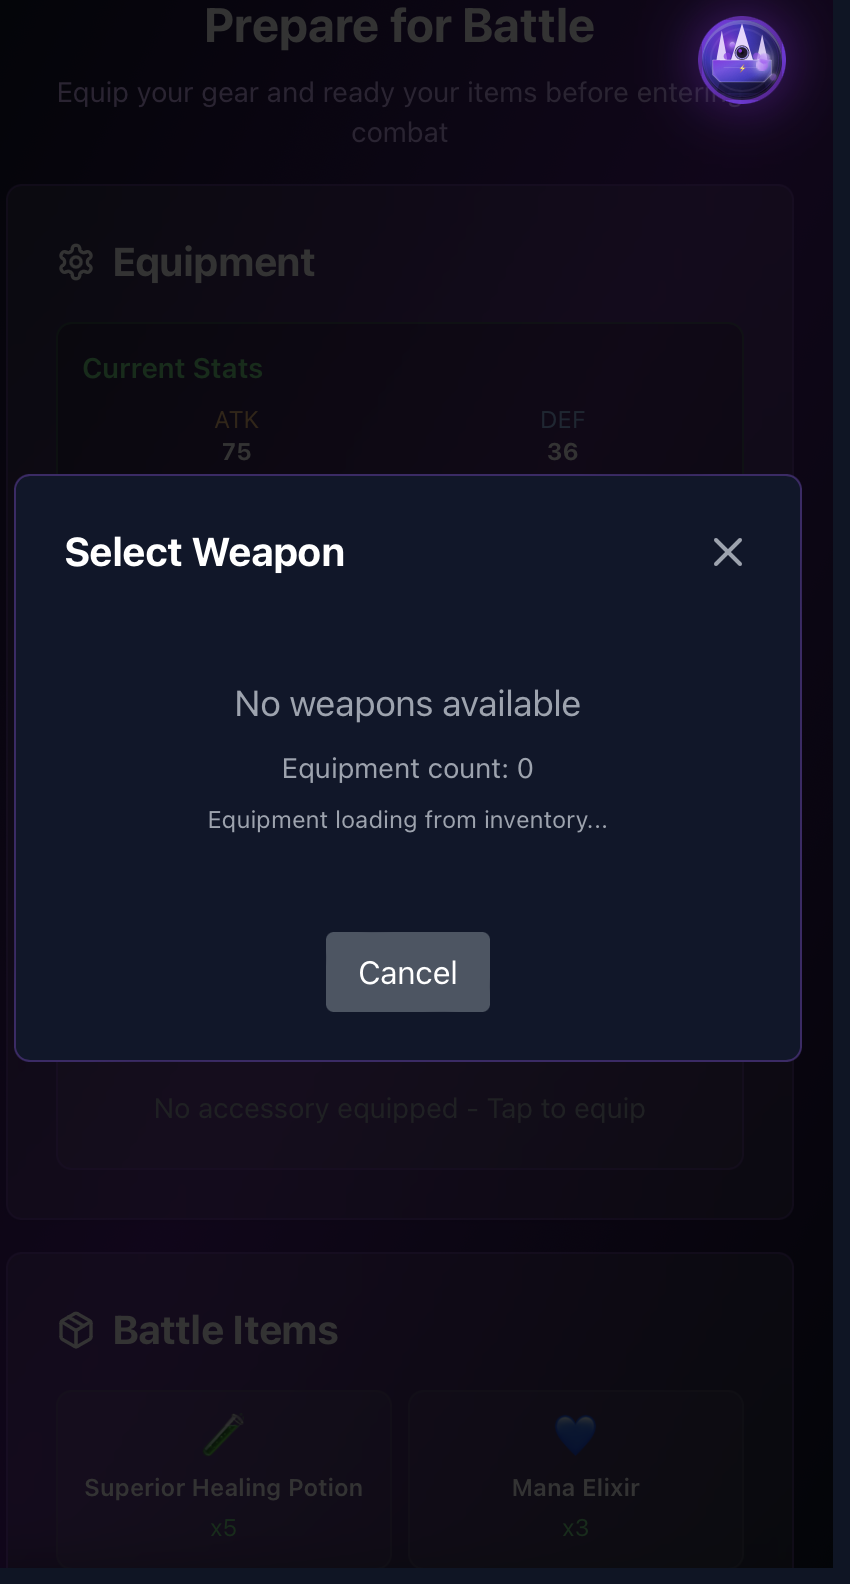 Prepare for Battle
Equip your gear and ready your items before entering
combat
Equipment
Current Stats
ATK
DEF
75
36
Select Weapon
No weapons available
Equipment count: 0
Equipment loading from inventory...
Cancel
No accessory equipped - Tap to equip
Battle Items
Superior Healing Potion
Mana Elixir
x5
x3